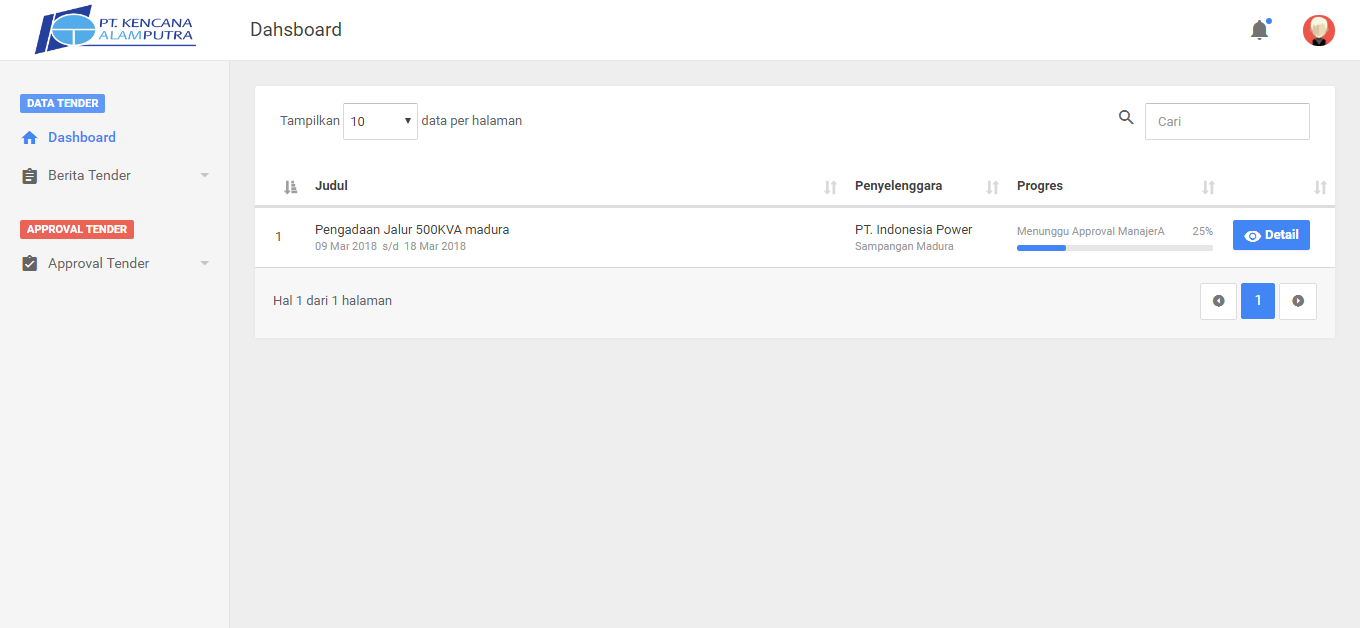 PT. KENCANA
ALAMPUTRA
Dahsboard
DATA TENDER
Dashboard
Berita Tender
APPROVAL TENDER
Approval Tender
Tampilkan 10 data per halaman
Cari
Judul Penyelenggara Progres
1 Pengadaan Jalur 500KVA madura PT. Indonesia Power Menunggu Approval ManajerA 25% Detail
09 Mar 2018 s/d 18 Mar 2018 Sampangan Madura
Hal 1 dari 1 halaman
1